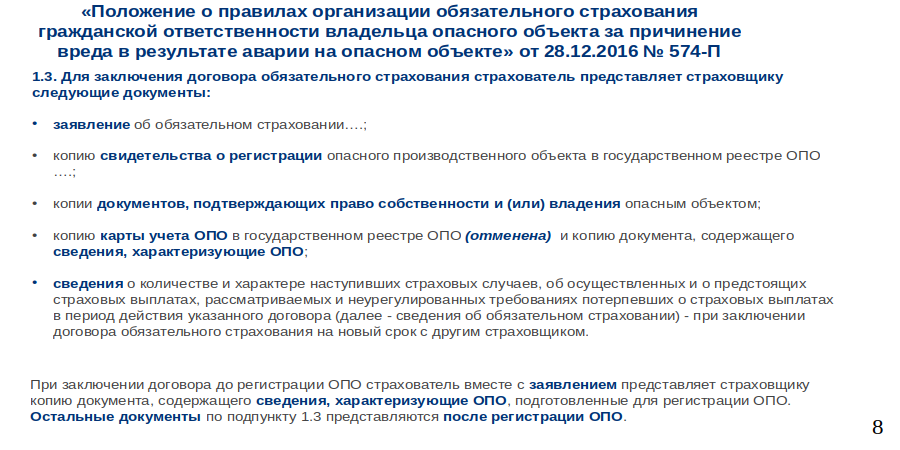 «Положение о правилах организации обязательного страхования
гражданской ответственности владельца опасного объекта за причинение
вреда в результате аварии на опасном объекте» от 28.12.2016 № 574-П
1.3. Для заключения договора обязательного страхования страхователь представляет страховщику
следующие документы:
• заявление об обязательном страховании….;
• копию свидетельства о регистрации опасного производственного объекта в государственном реестре ОПО
….;
• копии документов, подтверждающих право собственности и (или) владения опасным объектом;
• копию карты учета ОПО в государственном реестре ОПО (отменена) и копию документа, содержащего
сведения, характеризующие ОПО;
• сведения о количестве и характере наступивших страховых случаев, об осуществленных и о предстоящих
страховых выплатах, рассматриваемых и неурегулированных требованиях потерпевших о страховых выплатах
в период действия указанного договора (далее - сведения об обязательном страховании) - при заключении
договора обязательного страхования на новый срок с другим страховщиком.
При заключении договора до регистрации ОПО страхователь вместе с заявлением представляет страховщику
копию документа, содержащего сведения, характеризующие ОПО, подготовленные для регистрации ОПО.
Остальные документы по подпункту 1.3 представляются после регистрации ОПО.
8